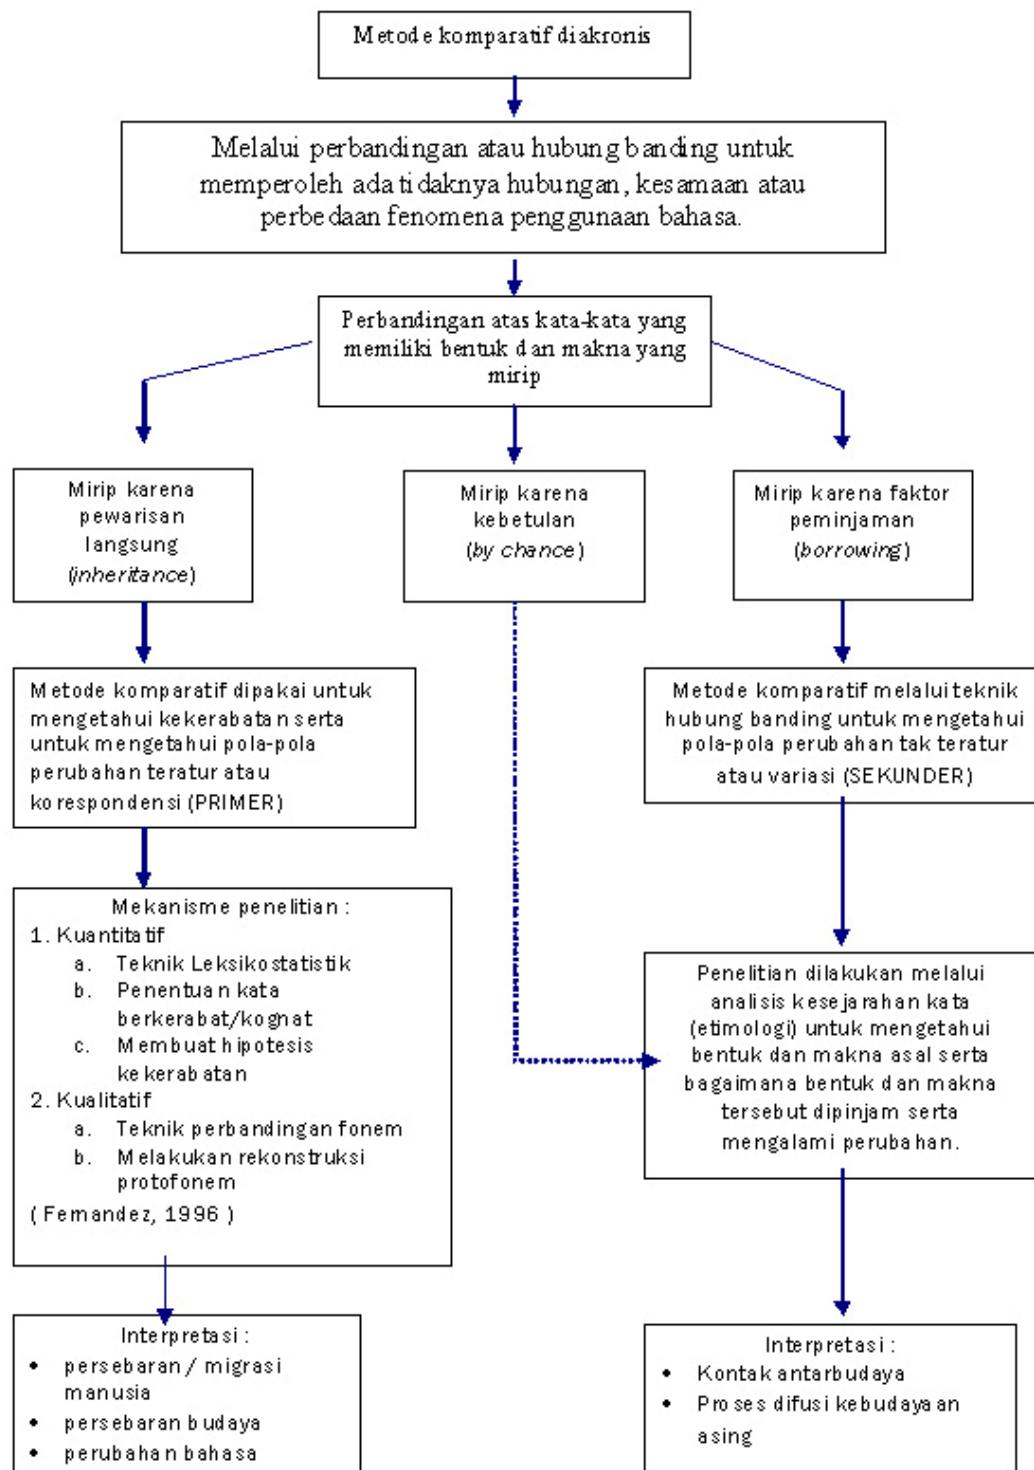 Metode komparatif diakronis
Melalui perbandingan atau hubung banding untuk
memperoleh ada tidaknya hubungan, kesamaan atau
perbedaan fenomena penggunaan bahasa.
Perbandingan atas kata-kata yang
memiliki bentuk dan makna yang
mirip
Mirip karena
pewarisan
langsung
(inheritance)
Mirip karena
kebetulan
(by chance)
Mirip karena faktor
peminjaman
(borrowing)
Metode komparatif dipakai untuk
mengetahui kekerabatan serta
untuk mengetahui pola-pola
perubahan teratur atau
korespondensi (PRIMER)
Metode komparatif melalui teknik
hubung banding untuk mengetahui
pola-pola perubahan tak teratur
atau variasi (SEKUNDER)
Mekanisme penelitian :
1. Kuantitatif
a. Teknik Leksikostatistik
b. Penentuan kata
berkerabat/kognat
c. Membuat hipotesis
kekerabatan
2. Kualitatif
a. Teknik perbandingan fonem
b. Melakukan rekonstruksi
protofonem
( Fernandez, 1996 )
Penelitian dilakukan melalui
analisis kesejarahan kata
(etimologi) untuk mengetahui
bentuk dan makna asal serta
bagaimana bentuk dan makna
tersebut dipinjam serta
mengalami perubahan.
Interpretasi :
• persebaran / migrasi
manusia
• persebaran budaya
• perubahan bahasa
Interpretasi :
• Kontak antarbudaya
• Proses difusi kebudayaan
asing